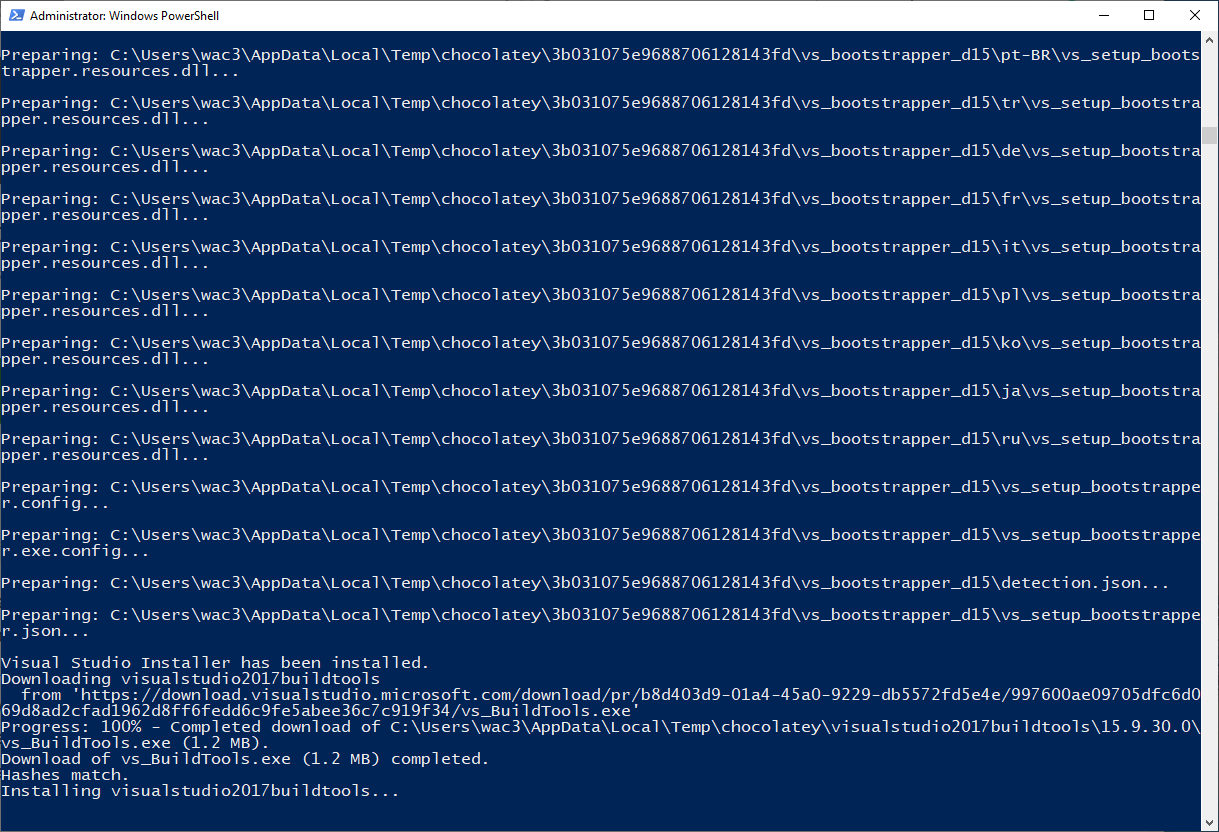 Administrator: Windows PowerShell
Preparing: C:\Users\wac3\AppData\Local\Temp\chocolatey\3b031075e9688706128143fd\vs_bootstrapper_d15\pt-BR\vs_setup_boots
trapper.resources.dll...
Preparing: C:\Users\wac3\AppData\Local\Temp\chocolatey\3b031075e9688706128143fd\vs_bootstrapper_d15\tr\vs_setup_bootstra
pper.resources.dll...
Preparing: C:\Users\wac3\AppData\Local\Temp\chocolatey\3b031075e9688706128143fd\vs_bootstrapper_d15\de\vs_setup_bootstra
pper.resources.dll...
Preparing: C:\Users\wac3\AppData\Local\Temp\chocolatey\3b031075e9688706128143fd\vs_bootstrapper_d15\fr\vs_setup_bootstra
pper.resources.dll...
Preparing: C:\Users\wac3\AppData\Local\Temp\chocolatey\3b031075e9688706128143fd\vs_bootstrapper_d15\it\vs_setup_bootstra
pper.resources.dll...
Preparing: C:\Users\wac3\AppData\Local\Temp\chocolatey\3b031075e9688706128143fd\vs_bootstrapper_d15\pl\vs_setup_bootstra
pper.resources.dll...
Preparing: C:\Users\wac3\AppData\Local\Temp\chocolatey\3b031075e9688706128143fd\vs_bootstrapper_d15\ko\vs_setup_bootstra
pper.resources.dll...
Preparing: C:\Users\wac3\AppData\Local\Temp\chocolatey\3b031075e9688706128143fd\vs_bootstrapper_d15\ja\vs_setup_bootstra
pper.resources.dll...
Preparing: C:\Users\wac3\AppData\Local\Temp\chocolatey\3b031075e9688706128143fd\vs_bootstrapper_d15\ru\vs_setup_bootstra
pper.resources.dll...
Preparing: C:\Users\wac3\AppData\Local\Temp\chocolatey\3b031075e9688706128143fd\vs_bootstrapper_d15\vs_setup_bootstrappe
r.config...
Preparing: C:\Users\wac3\AppData\Local\Temp\chocolatey\3b031075e9688706128143fd\vs_bootstrapper_d15\vs_setup_bootstrappe
r.exe.config...
Preparing: C:\Users\wac3\AppData\Local\Temp\chocolatey\3b031075e9688706128143fd\vs_bootstrapper_d15\detection.json...
Preparing: C:\Users\wac3\AppData\Local\Temp\chocolatey\3b031075e9688706128143fd\vs_bootstrapper_d15\vs_setup_bootstrappe
r.json...
Visual Studio Installer has been installed.
Downloading visualstudio2017buildtools
  from 'https://download.visualstudio.microsoft.com/download/pr/b8d403d9-01a4-45a0-9229-db5572fd5e4e/997600ae09705dfc6d0
69d8ad2cfad1962d8ff6fedd6c9fe5abee36c7c919f34/vs_BuildTools.exe'
Progress: 100% - Completed download of C:\Users\wac3\AppData\Local\Temp\chocolatey\visualstudio2017buildtools\15.9.30.0\
vs_BuildTools.exe (1.2 MB).
Download of vs_BuildTools.exe (1.2 MB) completed.
Hashes match.
Installing visualstudio2017buildtools...